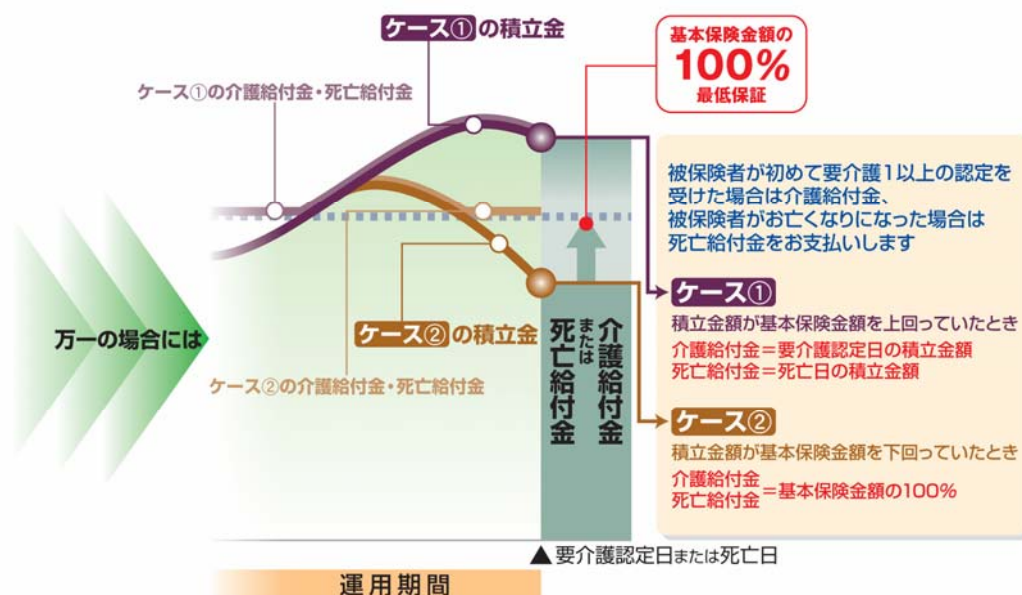 ケース①の積立金
基本保険金額の
100%
最低保証
ケース①の介護給付金・死亡給付金
被保険者が初めて要介護1以上の認定を
受けた場合は介護給付金、
被保険者がお亡くなりになった場合は
死亡給付金をお支払いします
万一の場合には
ケース②の積立金
ケース②の介護給付金・死亡給付金
介護給付金
または
死亡給付金
ケース①
積立金額が基本保険金額を上回っていたとき
介護給付金＝要介護認定日の積立金額
死亡給付金＝死亡日の積立金額
ケース②
積立金額が基本保険金額を下回っていたとき
介護給付金
死亡給付金＝基本保険金額の100%
▲要介護認定日または死亡日
運用期間